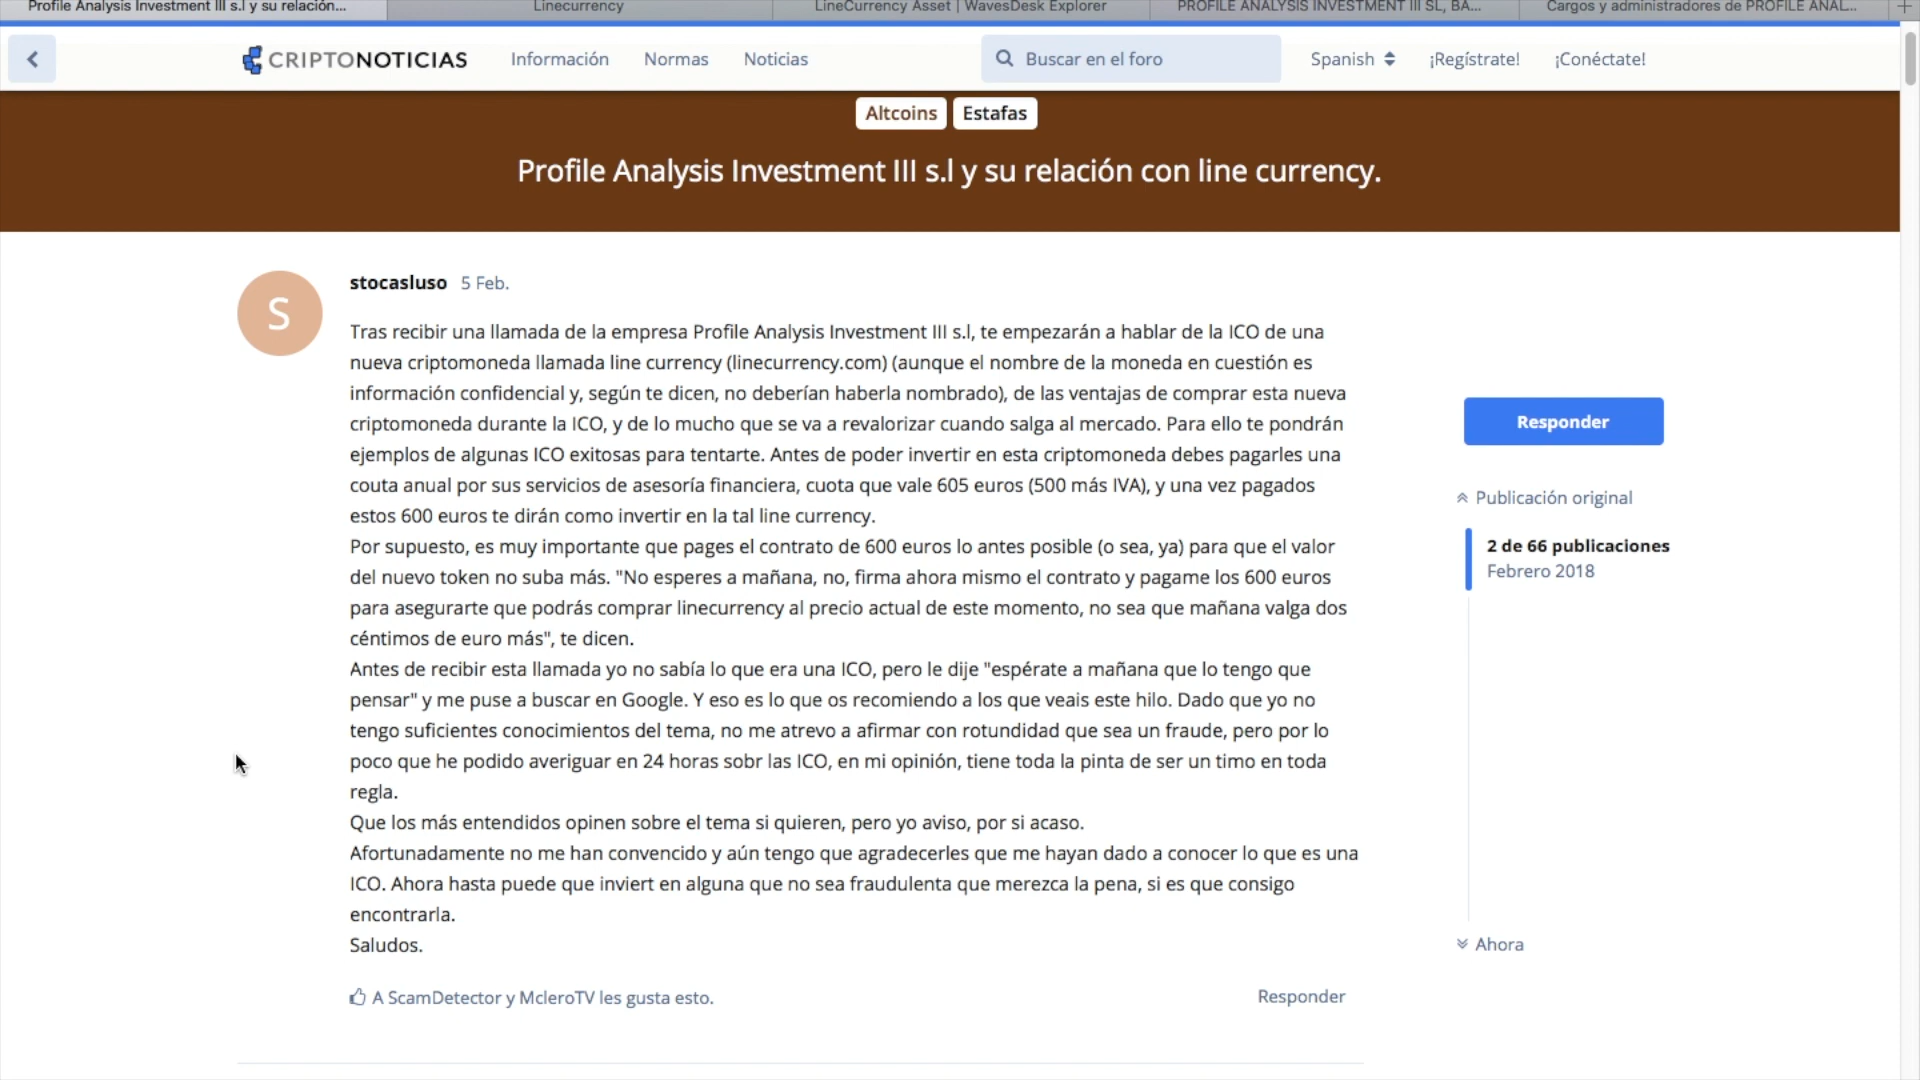 Profile Analysis Investment III s.l y su relación...
Linecurrency
LineCurrency Asset | WavesDesk Explorer
PROFILE ANALYSIS INVESTMENT III SL, BA...
Cargos y administradores de PROFILE ANAL...
CRIPTONOTICIAS
Información
Normas
Noticias
Buscar en el foro
Spanish
¡Regístrate!
¡Conéctate!
Altcoins
Estafas
Profile Analysis Investment III s.l y su relación con line currency.
S
stocasluso 5 Feb.
Tras recibir una llamada de la empresa Profile Analysis Investment III s.l, te empezarán a hablar de la ICO de una
nueva criptomoneda llamada line currency (linecurrency.com) (aunque el nombre de la moneda en cuestión es
información confidencial y, según te dicen, no deberían haberla nombrado), de las ventajas de comprar esta nueva
criptomoneda durante la ICO, y de lo mucho que se va a revalorizar cuando salga al mercado. Para ello te pondrán
ejemplos de algunas ICO exitosas para tentarte. Antes de poder invertir en esta criptomoneda debes pagarles una
couta anual por sus servicios de asesoría financiera, cuota que vale 605 euros (500 más IVA), y una vez pagados
estos 600 euros te dirán como invertir en la tal line currency.
Por supuesto, es muy importante que pages el contrato de 600 euros lo antes posible (o sea, ya) para que el valor
del nuevo token no suba más. "No esperes a mañana, no, firma ahora mismo el contrato y pagame los 600 euros
para asegurarte que podrás comprar linecurrency al precio actual de este momento, no sea que mañana valga dos
céntimos de euro más", te dicen.
Antes de recibir esta llamada yo no sabía lo que era una ICO, pero le dije "espérate a mañana que lo tengo que
pensar" y me puse a buscar en Google. Y eso es lo que os recomiendo a los que veais este hilo. Dado que yo no
tengo suficientes conocimientos del tema, no me atrevo a afirmar con rotundidad que sea un fraude, pero por lo
poco que he podido averiguar en 24 horas sobr las ICO, en mi opinión, tiene toda la pinta de ser un timo en toda
regla.
Que los más entendidos opinen sobre el tema si quieren, pero yo aviso, por si acaso.
Afortunadamente no me han convencido y aún tengo que agradecerles que me hayan dado a conocer lo que es una
ICO. Ahora hasta puede que inviert en alguna que no sea fraudulenta que merezca la pena, si es que consigo
encontrarla.
Saludos.
A ScamDetector y McleroTV les gusta esto.
Responder
Responder
Publicación original
2 de 66 publicaciones
Febrero 2018
Ahora